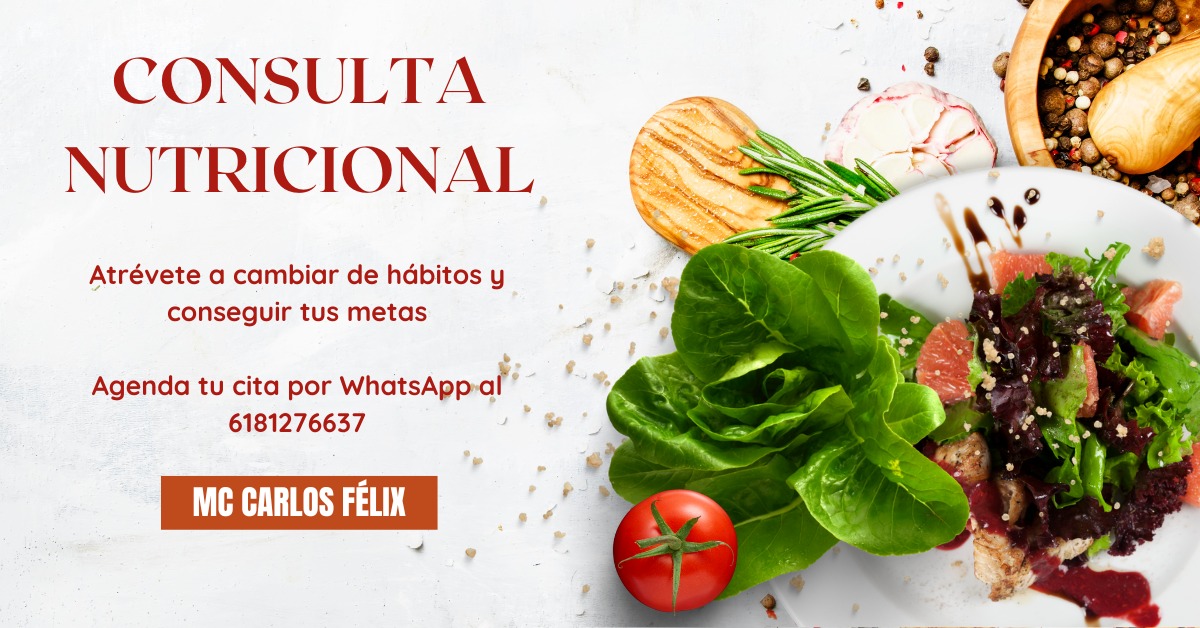 CONSULTA
NUTRICIONAL
Atrévete a cambiar de hábitos y
conseguir tus metas
Agenda tu cita por WhatsApp al
6181276637
MC CARLOS FÉLIX